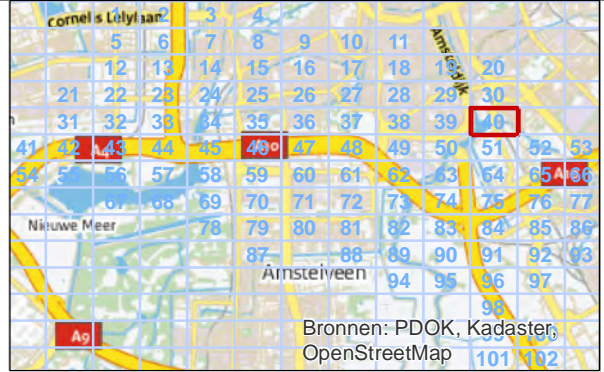 Cornelis Lelylaan 1 2 3 4
5 6 7 8 9 10 11
Amsteldijk
12 13 14 15 16 17 18 19 20
21 22 23 24 25 26 27 28 29 30
31 32 33 34 35 36 37 38 39 40
41 42 43 44 45 46 47 48 49 50 51 52 53
54 55 56 57 58 59 60 61 62 63 64 65 66
67 68 69 70 71 72 73 74 75 76 77
Nieuwe Meer 78 79 80 81 82 83 84 85 86
87 88 89 90 91 92 93
Amstelveen 94 95 96 97
98
A9 Bronnen: PDOK, Kadaster,
OpenStreetMap
101 102